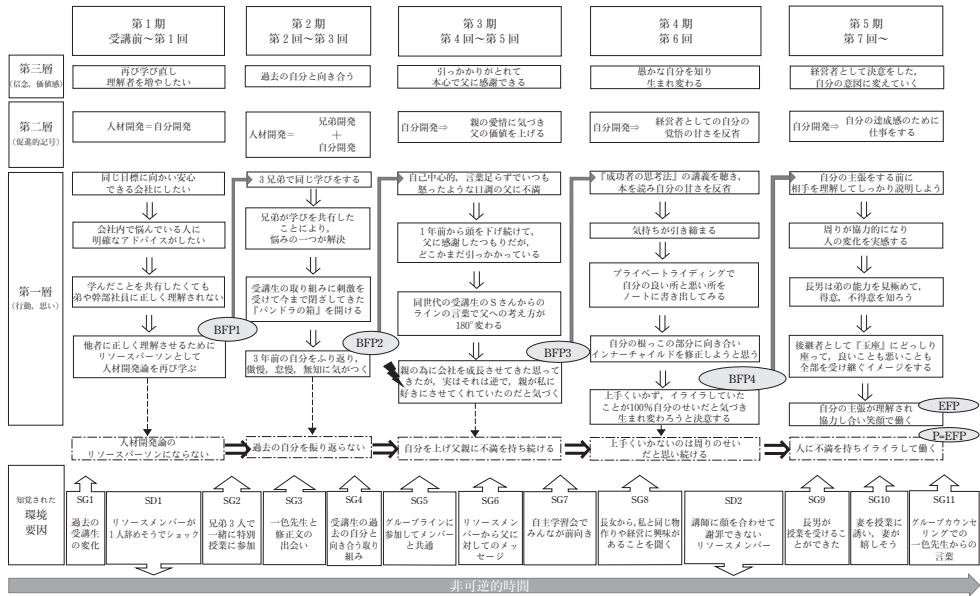 第１期
受講前～第１回
第２期
第２回～第３回
第３期
第４回～第５回
第４期
第６回
第５期
第７回～
第三層
(信念，価値感)
再び学び直し
理解者を増やしたい
過去の自分と向き合う
引っかかりがとれて
本心で父に感謝できる
愚かな自分を知り
生まれ変わる
経営者として決意をした，
自分の意図に変えていく
第二層
(促進的記号)
人材開発＝自分開発
人材開発＝
兄弟開発
＋
自分開発
自分開発⇒
親の愛情に気づき
父の価値を上げる
自分開発⇒
経営者としての自分の
覚悟の甘さを反省
自分開発⇒
自分の達成感のために
仕事をする
第一層
(行動，思い)
同じ目標に向かい安心
できる会社にしたい
会社内で悩んでいる人に
明確なアドバイスがしたい
学んだことを共有したくても
弟や幹部社員に正しく理解されない
BFP1
他者に正しく理解させるために
リソースパーソンとして
人材開発論を再び学ぶ
人材開発論の
リソースパーソンにならない
３兄弟で同じ学びをする
兄弟が学びを共有した
ことにより，
悩みの一つが解決
受講生の取り組みに刺激を
受けて今まで閉ざしてきた
『パンドラの箱』を開ける
BFP2
３年前の自分をふり返り，
傲慢，怠慢，無知に気がつく
過去の自分を振り返らない
自己中心的，言葉足らずでいつも
怒ったような口調の父に不満
１年前から頭を下げ続けて，
父に感謝したつもりだが，
どこかまだ引っかかっている
同世代の受講生のＳさんからの
ラインの言葉で父への考え方が
180°変わる
BFP3
親の為に会社を成長させてきた思って
きたが，実はそれは逆で，親が私に
好きにさせてくれていたのだと気づく
自分を上げ父親に不満を持ち続ける
『成功者の思考法』の講義を聴き，
本を読み自分の甘さを反省
気持ちが引き締まる
プライベートライディングで
自分の良い所と悪い所を
ノートに書き出してみる
自分の根っこの部分に向き合い
インナーチャイルドを修正しようと思う
BFP4
上手くいかず，イライラしていた
ことが100％自分のせいだと気づき
生まれ変わろうと決意する
上手くいかないのは周りのせい
だと思い続ける
自分の主張をする前に
相手を理解してしっかり説明しよう
周りが協力的になり
人の変化を実感する
長男は弟の能力を見極めて，
得意，不得意を知ろう
後継者として『玉座』にどっしり
座って，良いことも悪いことも
全部を受け継ぐイメージをする
EFP
自分の主張が理解され
協力し合い笑顔で働く
P-EFP
人に不満を持ちイライラして働く
知覚された
環境
要因
SG1
過去の
受講生
の変化
SD1
リソースメンバーが
１人辞めそうでショック
SG2
兄弟３人で
一緒に特別
授業に参加
SG3
一色先生と
修正文の
出会い
SG4
受講生の過
去の自分と
向き合う取り
組み
SG5
グループラインに
参加してメンバー
と共通
SG6
リソースメン
バーから父に
対してのメッ
セージ
SG7
自主学習会で
みんなが前向き
SG8
長女から，私と同じ物
作りや経営に興味が
あることを聞く
SD2
講師に顔を合わせて
謝罪できない
リソースメンバー
SG9
長男が
授業を受けるこ
とができた
SG10
妻を授業に
誘い，妻が
嬉しそう
SG11
グループカウンセ
リングでの
一色先生からの
言葉
非可逆的時間